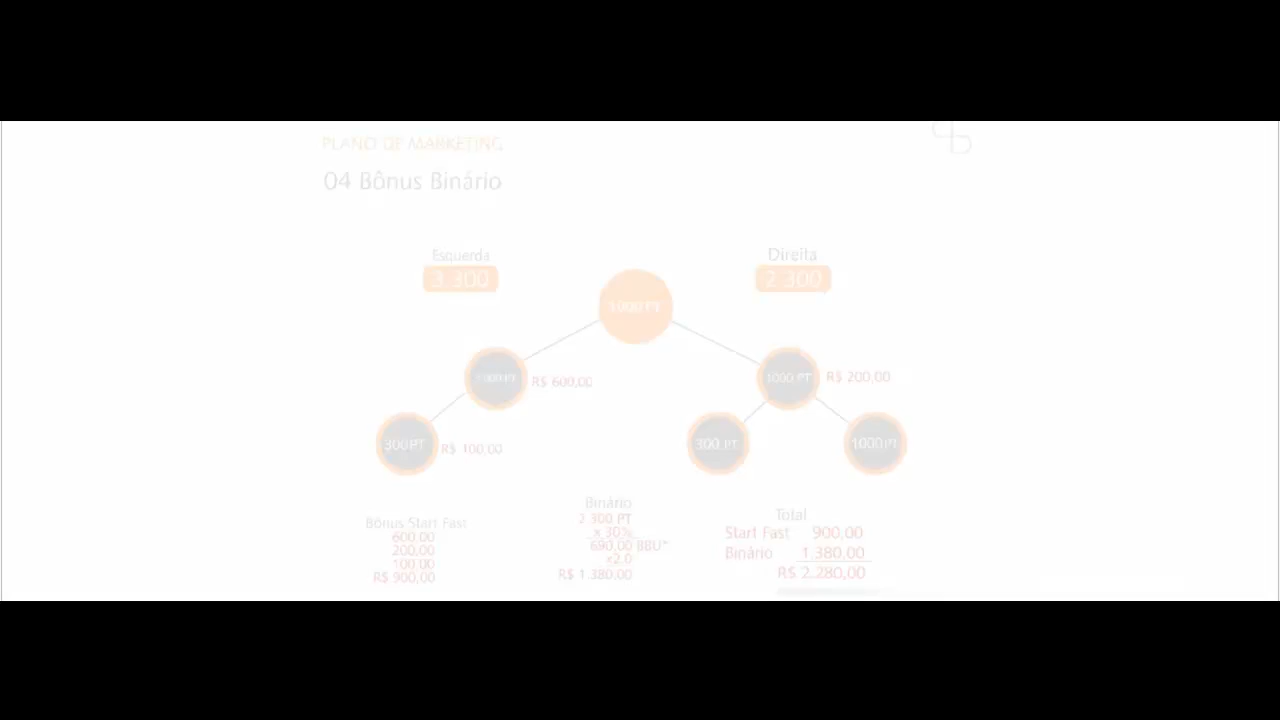 PLANO DE MARKETING
04 Bônus Binário
Esquerda
3.300
Direita
2.300
1000 PT
1000 PT
R$ 600,00
1000 PT
R$ 200,00
300 PT
R$ 100,00
300 PT
1000 PT
Bônus Start Fast
600,00
200,00
100,00
R$ 900,00
Binário
2.300 PT
x 30%
690,00 BBU*
x2.0
R$ 1.380,00
Total
Start Fast 900,00
Binário 1.380,00
R$ 2.280,00